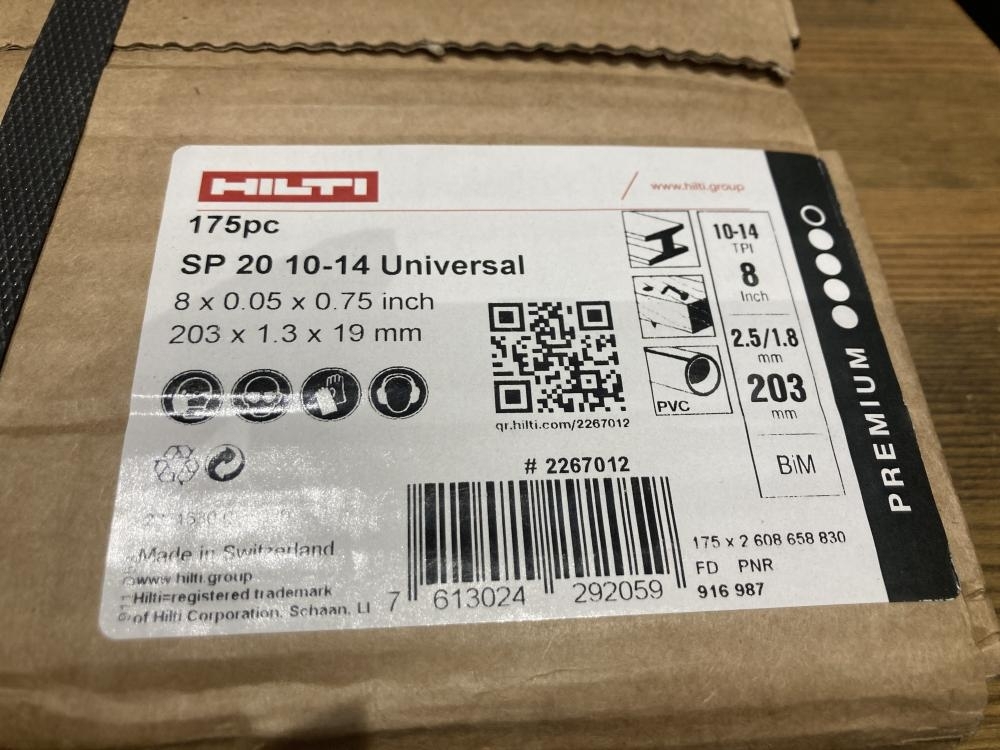 HILTI
www.hilti.group
175pc
SP 20 10-14 Universal
8 x 0.05 x 0.75 inch
203 x 1.3 x 19 mm
qr.hilti.com/2267012
PVC
10-14
TPI
8
Inch
2.5/1.8
mm
203
mm
BiM
PREMIUM
# 2267012
7 613024 292059
175 x 2 608 658 830
FD PNR
916 987
Made in Switzerland
www.hilti.group
Hilti=registered trademark
of Hilti Corporation, Schaan, LI